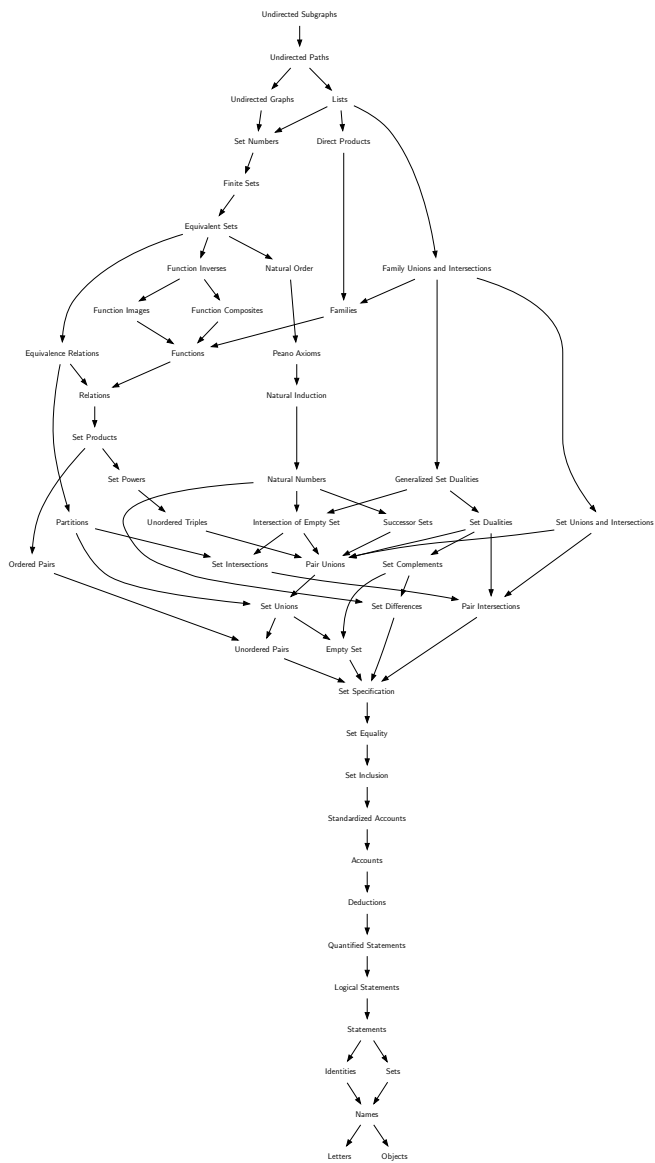 Undirected Subgraphs
Undirected Paths
Undirected Graphs
Lists
Set Numbers
Direct Products
Finite Sets
Equivalent Sets
Function Inverses
Natural Order
Family Unions and Intersections
Function Images
Function Composites
Families
Equivalence Relations
Functions
Peano Axioms
Relations
Natural Induction
Set Products
Set Powers
Natural Numbers
Generalized Set Dualities
Partitions
Unordered Triples
Intersection of Empty Set
Successor Sets
Set Dualities
Set Unions and Intersections
Ordered Pairs
Set Intersections
Pair Unions
Set Complements
Set Unions
Set Differences
Pair Intersections
Unordered Pairs
Empty Set
Set Specification
Set Equality
Set Inclusion
Standardized Accounts
Accounts
Deductions
Quantified Statements
Logical Statements
Statements
Identities
Sets
Names
Letters
Objects